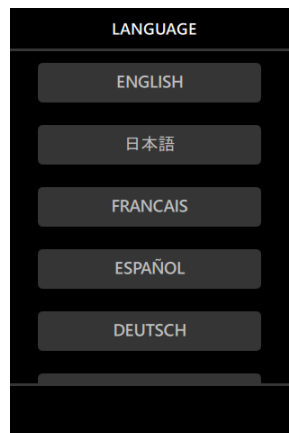 LANGUAGE
ENGLISH
日本語
FRANCAIS
ESPAÑOL
DEUTSCH